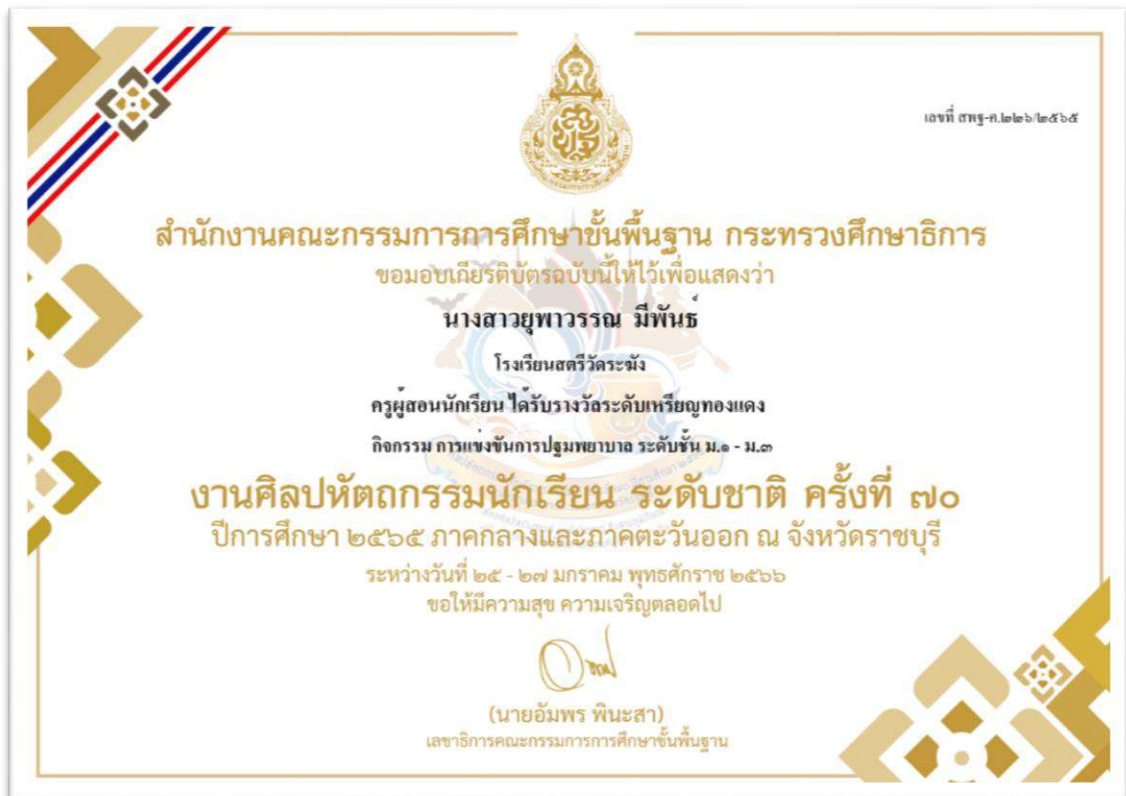 เลขที่ สพฐ-ค.๒๒๖/๒๕๖๕
สำนักงานคณะกรรมการการศึกษาขั้นพื้นฐาน กระทรวงศึกษาธิการ
ขอมอบเกียรติบัตรฉบับนี้ให้ไว้เพื่อแสดงว่า
นางสาวยุพาวรรณ มีพันธ์
โรงเรียนสตรีวัดระฆัง
ครูผู้สอนนักเรียน ได้รับรางวัลระดับเหรียญทองแดง
กิจกรรม การแข่งขันการปฐมพยาบาล ระดับชั้น ม.๑ - ม.๓
งานศิลปหัตถกรรมนักเรียน ระดับชาติ ครั้งที่ ๗๐
ปีการศึกษา ๒๕๖๕ ภาคกลางและภาคตะวันออก ณ จังหวัดราชบุรี
ระหว่างวันที่ ๒๕ - ๒๗ มกราคม พุทธศักราช ๒๕๖๖
ขอให้มีความสุข ความเจริญตลอดไป
(นายอัมพร พินะสา)
เลขาธิการคณะกรรมการการศึกษาขั้นพื้นฐาน